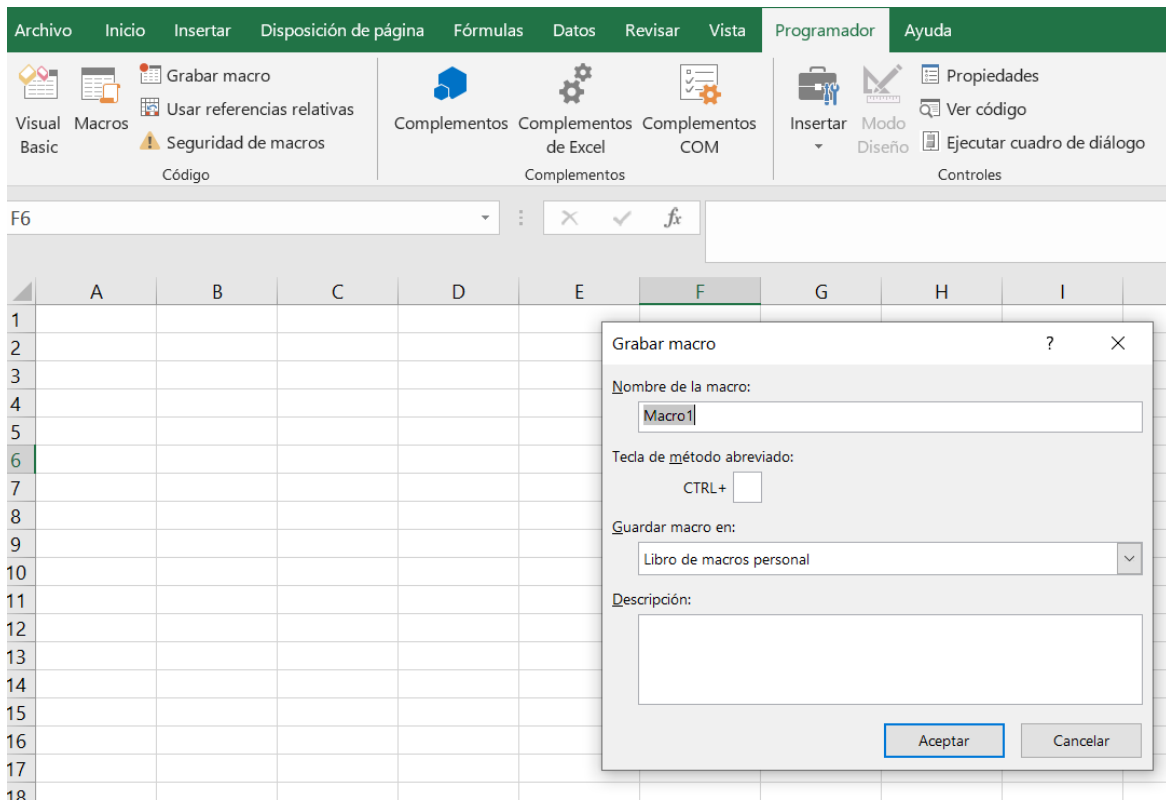 Archivo Inicio Insertar Disposición de página Fórmulas Datos Revisar Vista Programador Ayuda
Visual Basic
Macros
Grabar macro
Usar referencias relativas
Seguridad de macros
Código
Complementos
Complementos de Excel
Complementos COM
Complementos
Insertar
Modo Diseño
Propiedades
Ver código
Ejecutar cuadro de diálogo
Controles
F6
fx
A B C D E F G H I
1
2
3
4
5
6
7
8
9
10
11
12
13
14
15
16
17
18
Grabar macro ?
Nombre de la macro:
Macro1
Tecla de método abreviado:
CTRL+
Guardar macro en:
Libro de macros personal
Descripción:
Aceptar Cancelar